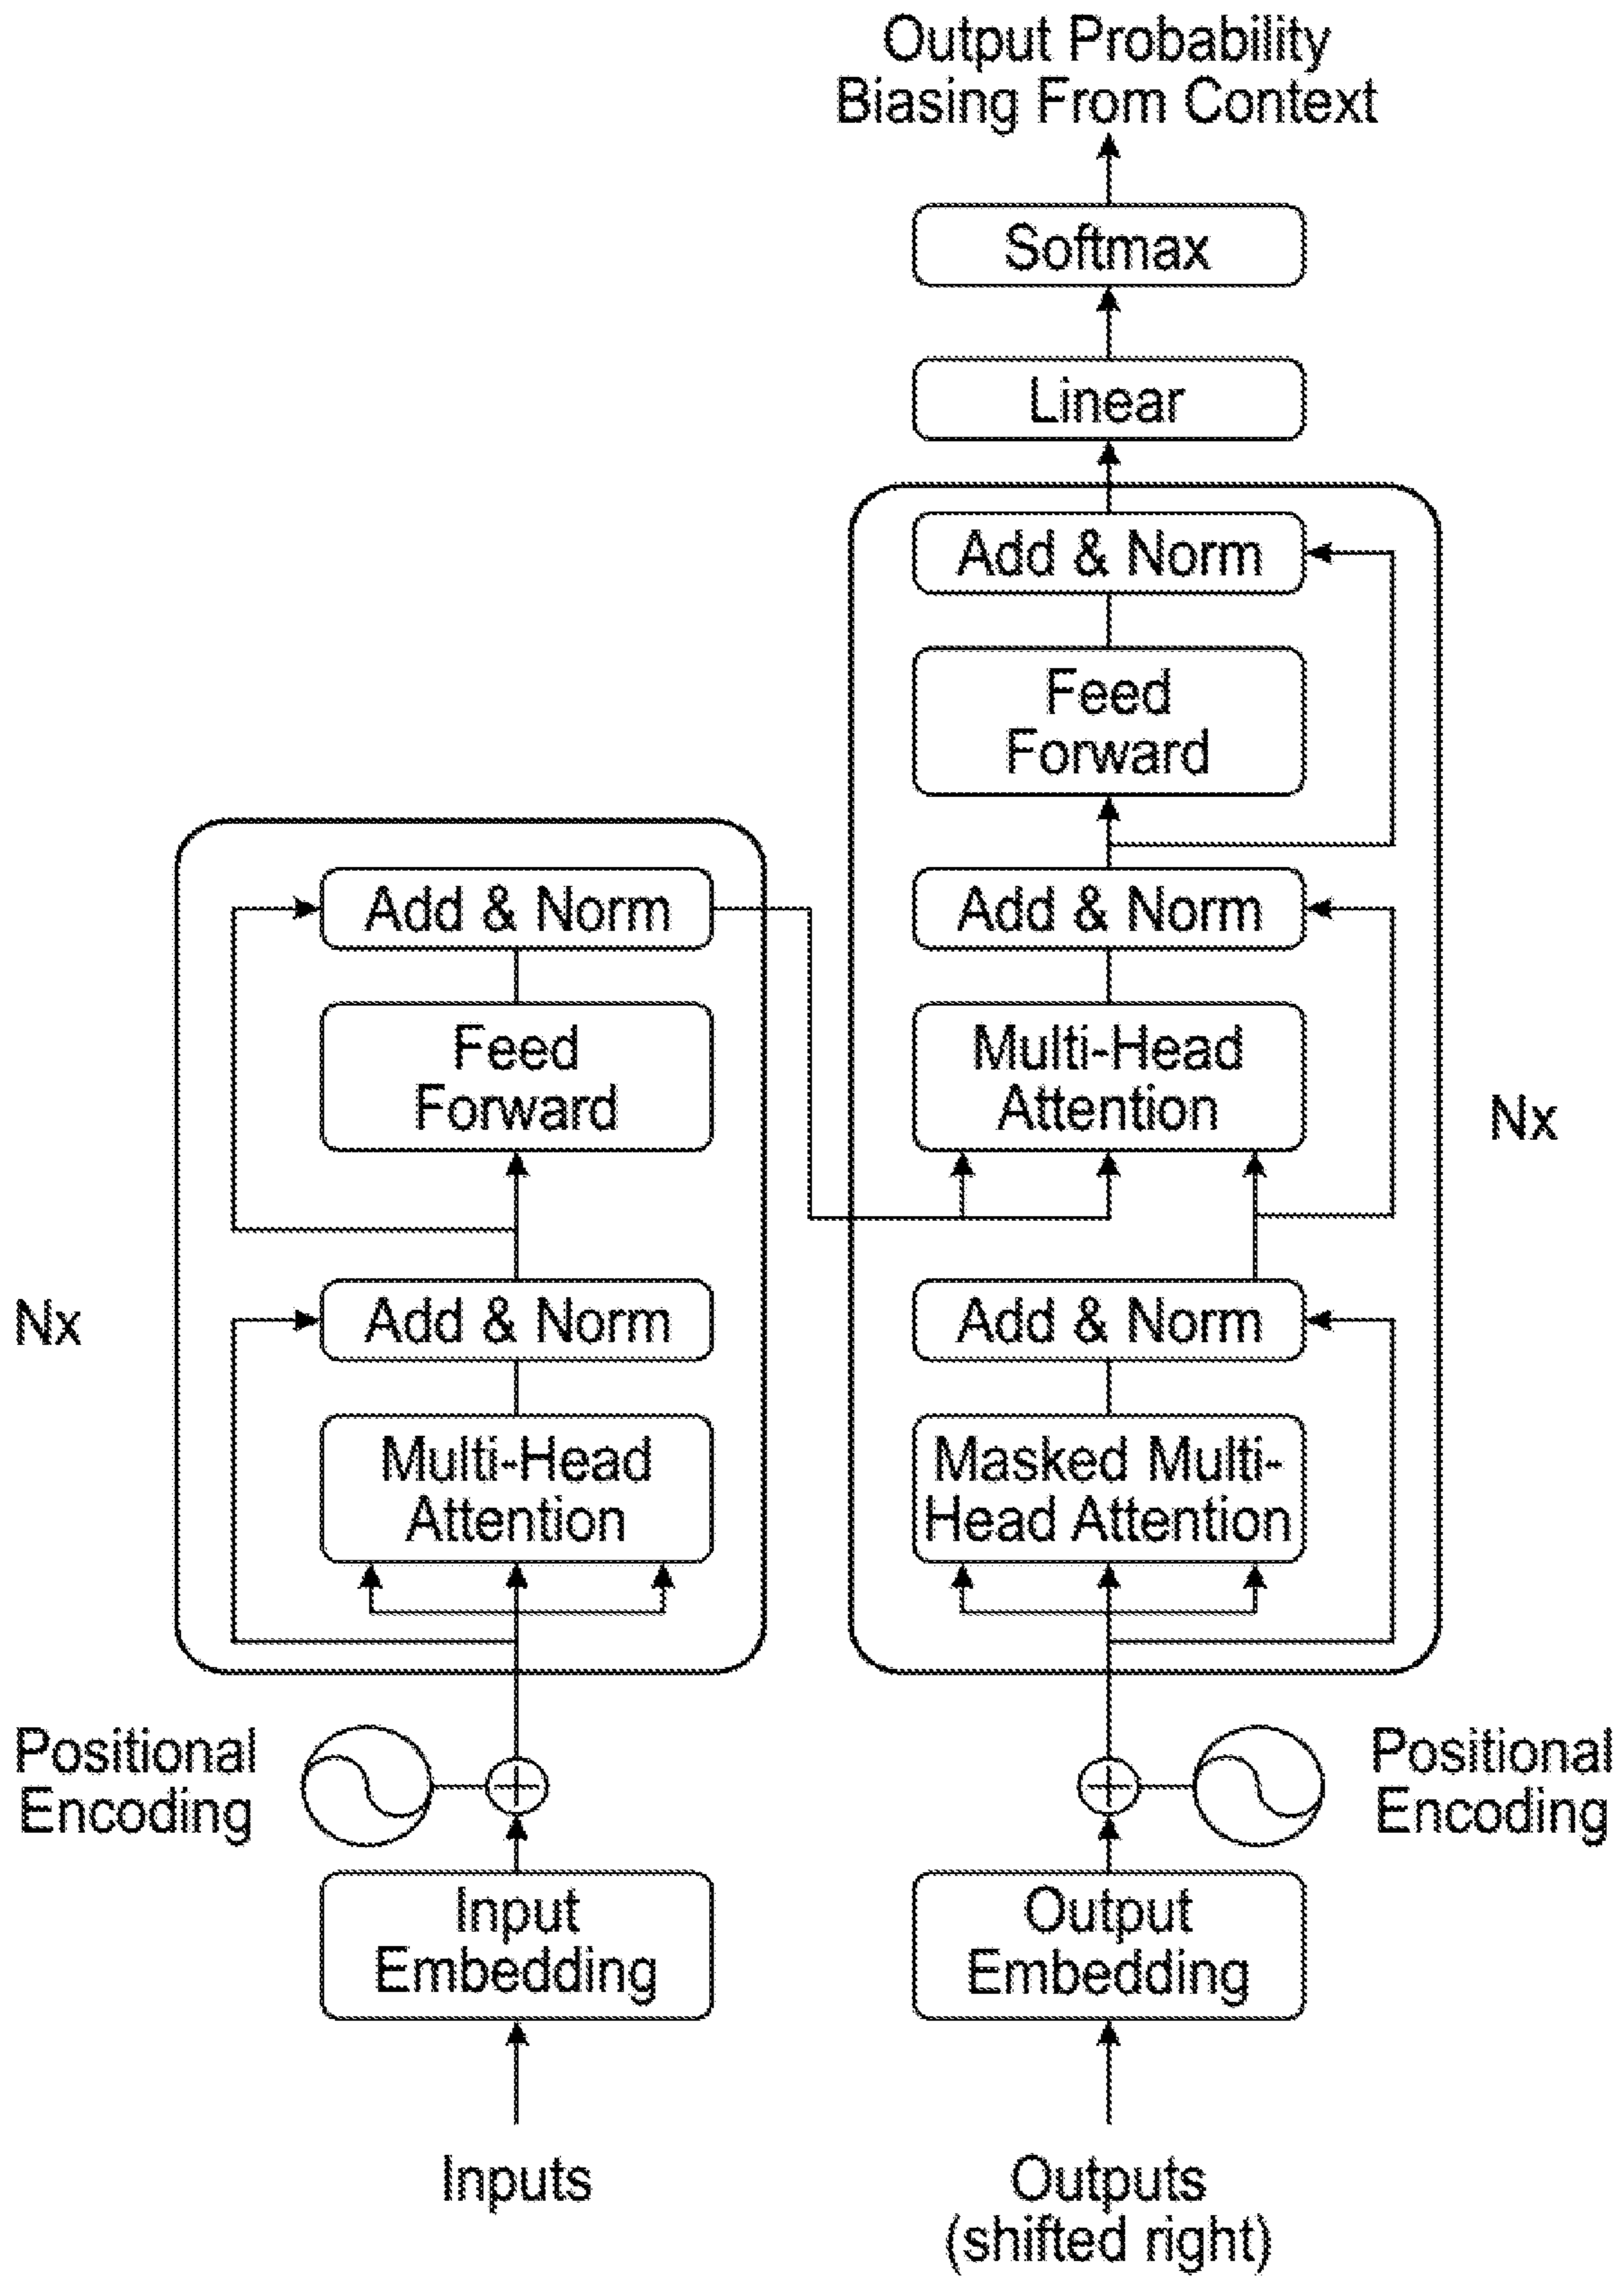 Output Probability
Biasing From Context
Softmax
Linear
Add & Norm
Feed
Forward
Add & Norm
Multi-Head
Attention
Nx
Add & Norm
Masked Multi-
Head Attention
Add & Norm
Feed
Forward
Nx
Add & Norm
Multi-Head
Attention
Positional
Encoding
Positional
Encoding
Input
Embedding
Output
Embedding
Inputs
Outputs
(shifted right)